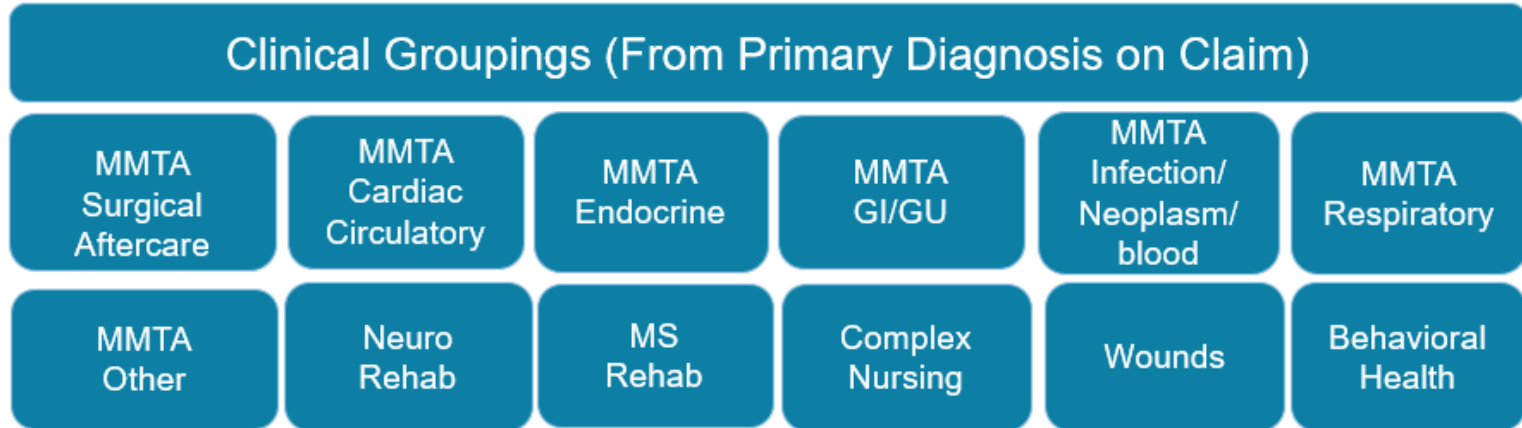 Clinical Groupings (From Primary Diagnosis on Claim)
MMTA
Surgical
Aftercare
MMTA
Cardiac
Circulatory
MMTA
Endocrine
MMTA
GI/GU
MMTA
Infection/
Neoplasm/
blood
MMTA
Respiratory
MMTA
Other
Neuro
Rehab
MS
Rehab
Complex
Nursing
Wounds
Behavioral
Health